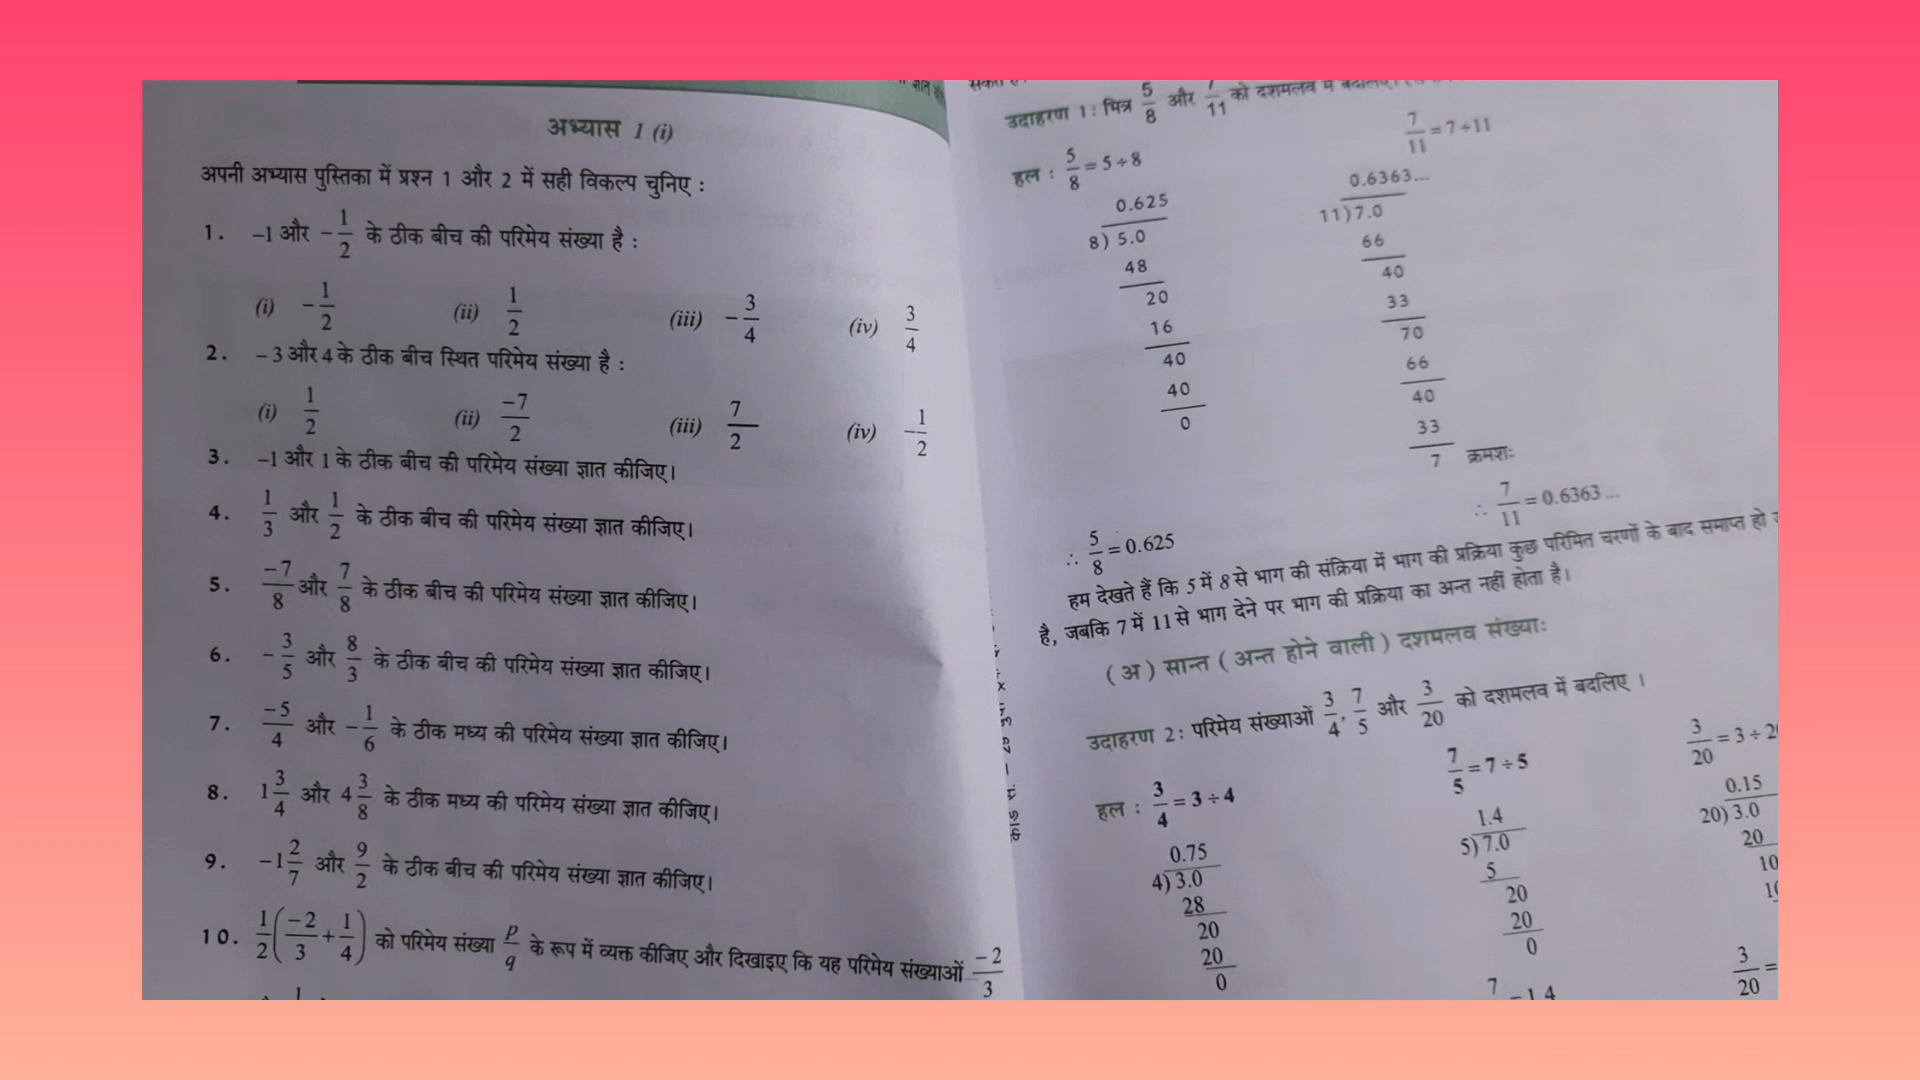 अभ्यास 1 (i)
अपनी अभ्यास पुस्तिका में प्रश्न 1 और 2 में सही विकल्प चुनिए :
1. –1 और –1/2 के ठीक बीच की परिमेय संख्या है :
(i) –1/2 (ii) 1/2 (iii) –3/4 (iv) 3/4
2. –3 और 4 के ठीक बीच स्थित परिमेय संख्या है :
(i) 1/2 (ii) –7/2 (iii) 7/2 (iv) –1/2
3. –1 और 1 के ठीक बीच की परिमेय संख्या ज्ञात कीजिए।
4. 1/3 और 1/2 के ठीक बीच की परिमेय संख्या ज्ञात कीजिए।
5. –7/8 और 7/8 के ठीक बीच की परिमेय संख्या ज्ञात कीजिए।
6. –3/5 और 8/3 के ठीक बीच की परिमेय संख्या ज्ञात कीजिए।
7. –5/4 और –1/6 के ठीक मध्य की परिमेय संख्या ज्ञात कीजिए।
8. 1 3/4 और 4 3/8 के ठीक मध्य की परिमेय संख्या ज्ञात कीजिए।
9. –1 2/7 और 9/2 के ठीक बीच की परिमेय संख्या ज्ञात कीजिए।
10. 1/2(–2/3 + 1/4) को परिमेय संख्या p/q के रूप में व्यक्त कीजिए और दिखाइए कि यह परिमेय संख्याओं –2/3
उदाहरण 1: भिन्न 5/8 और 7/11 को दशमलव में
हल : 5/8 = 5÷8
0.625
8) 5.0
48
20
16
40
40
0
∴ 5/8 = 0.625
7/11 = 7÷11
0.6363...
11)7.0
66
40
33
70
66
40
33
7 क्रमशः
∴ 7/11 = 0.6363...
हम देखते हैं कि 5 में 8 से भाग की संक्रिया में भाग की प्रक्रिया कुछ परिमित चरणों के बाद समाप्त हो
है, जबकि 7 में 11 से भाग देने पर भाग की प्रक्रिया का अन्त नहीं होता है।
(अ) सान्त (अन्त होने वाली) दशमलव संख्याः
उदाहरण 2: परिमेय संख्याओं 3/4, 7/5 और 3/20 को दशमलव में बदलिए ।
हल : 3/4 = 3÷4
0.75
4)3.0
28
20
20
0
7/5 = 7÷5
1.4
5)7.0
5
20
20
0
7 – 1.4
3/20 = 3÷2
0.15
20)3.0
20
10
3/20 =